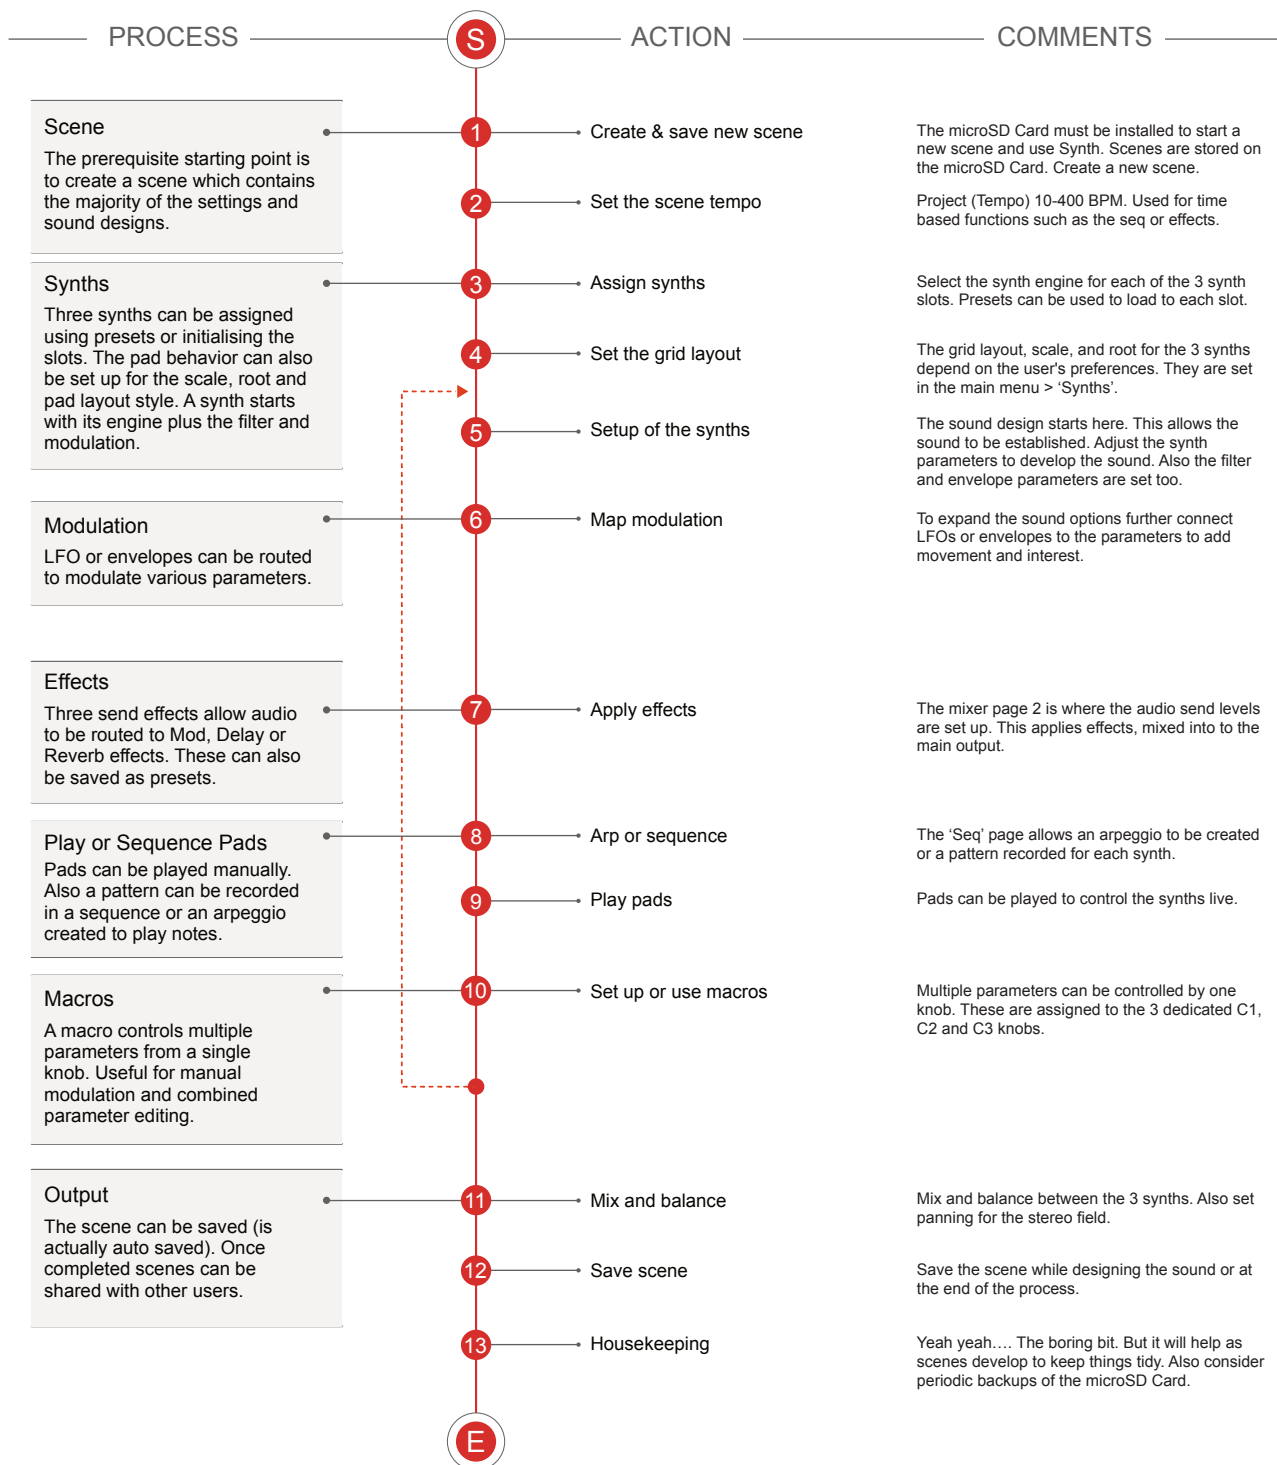 PROCESS
S
ACTION
COMMENTS
Scene
The prerequisite starting point is
to create a scene which contains
the majority of the settings and
sound designs.
1
Create & save new scene
The microSD Card must be installed to start a
new scene and use Synth. Scenes are stored on
the microSD Card. Create a new scene.
2
Set the scene tempo
Project (Tempo) 10-400 BPM. Used for time
based functions such as the seq or effects.
Synths
Three synths can be assigned
using presets or initialising the
slots. The pad behavior can also
be set up for the scale, root and
pad layout style. A synth starts
with its engine plus the filter and
modulation.
3
Assign synths
Select the synth engine for each of the 3 synth
slots. Presets can be used to load to each slot.
4
Set the grid layout
The grid layout, scale, and root for the 3 synths
depend on the user's preferences. They are set
in the main menu > ‘Synths’.
5
Setup of the synths
The sound design starts here. This allows the
sound to be established. Adjust the synth
parameters to develop the sound. Also the filter
and envelope parameters are set too.
Modulation
LFO or envelopes can be routed
to modulate various parameters.
6
Map modulation
To expand the sound options further connect
LFOs or envelopes to the parameters to add
movement and interest.
Effects
Three send effects allow audio
to be routed to Mod, Delay or
Reverb effects. These can also
be saved as presets.
7
Apply effects
The mixer page 2 is where the audio send levels
are set up. This applies effects, mixed into to the
main output.
Play or Sequence Pads
Pads can be played manually.
Also a pattern can be recorded
in a sequence or an arpeggio
created to play notes.
8
Arp or sequence
The ‘Seq’ page allows an arpeggio to be created
or a pattern recorded for each synth.
9
Play pads
Pads can be played to control the synths live.
Macros
A macro controls multiple
parameters from a single
knob. Useful for manual
modulation and combined
parameter editing.
10
Set up or use macros
Multiple parameters can be controlled by one
knob. These are assigned to the 3 dedicated C1,
C2 and C3 knobs.
Output
The scene can be saved (is
actually auto saved). Once
completed scenes can be
shared with other users.
11
Mix and balance
Mix and balance between the 3 synths. Also set
panning for the stereo field.
12
Save scene
Save the scene while designing the sound or at
the end of the process.
13
Housekeeping
Yeah yeah…. The boring bit. But it will help as
scenes develop to keep things tidy. Also consider
periodic backups of the microSD Card.
E